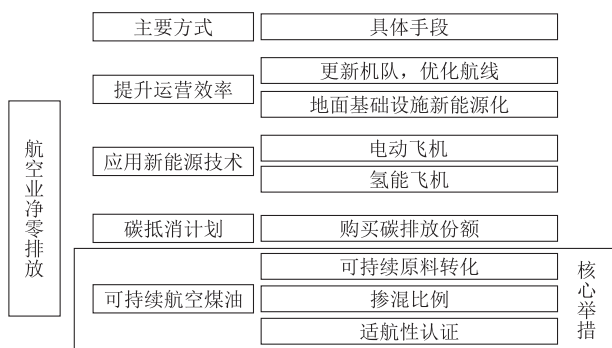 主要方式
具体手段
提升运营效率
更新机队，优化航线
地面基础设施新能源化
航空业净零排放
应用新能源技术
电动飞机
氢能飞机
碳抵消计划
购买碳排放份额
可持续航空煤油
可持续原料转化
掺混比例
适航性认证
核心举措